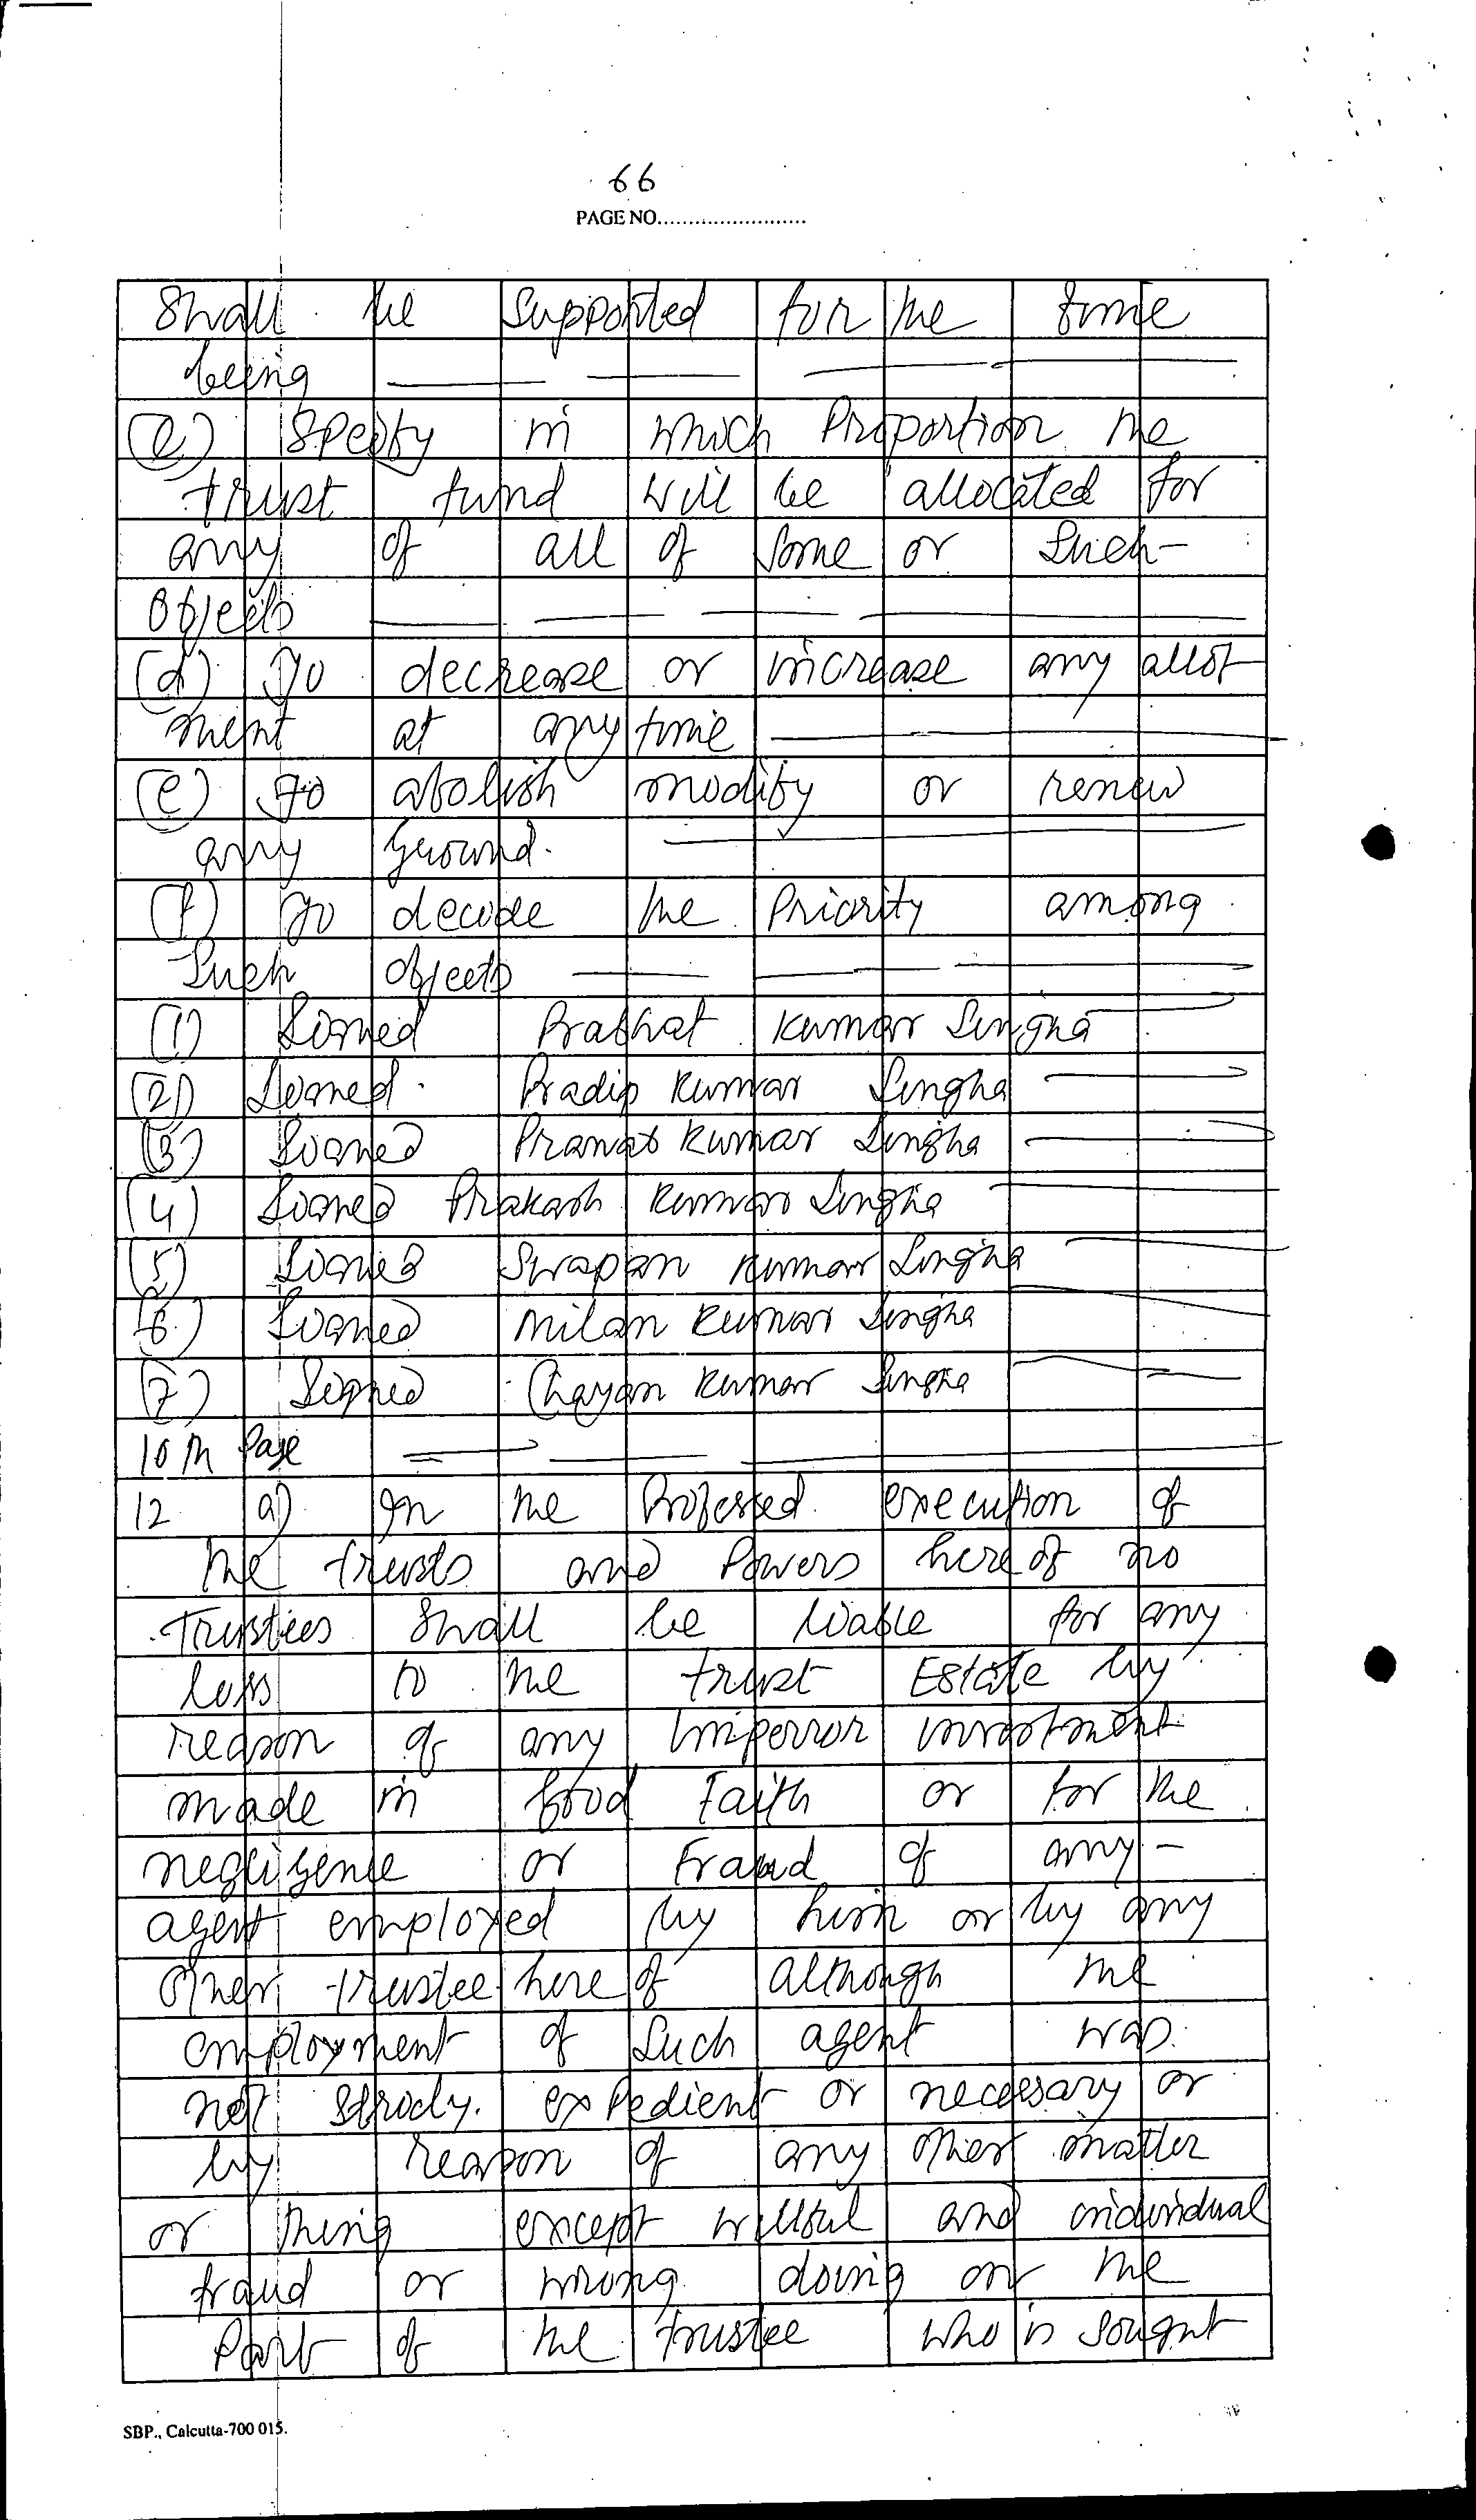 66
PAGE NO........................
Shall be Supported for the time
being
(c) Specify in which Proportion the
trust fund will be allocated for
any of all of Some or Such-
Objects
(d) To decrease or increase any allot
ment at any time
(e) To abolish modify or renew
any ground.
(f) To decide the Priority among
Such objects
(1) Signed Prabhat Kumar Singha
(2) Signed Pradip Kumar Singha
(3) Signed Kumar Singha
(4) Signed Prakash Kumar Singha
(5) Signed Swapan Kumar Singha
(6) Signed Milan Kumar Singha
(7) Signed Chayan Kumar Singha
10 th Page
12 a) In the Professed execution of
the trusts and Powers here of no
Trustees Shall be liable for any
loss to the trust Estate by
reason of any investment
made in good Faith or for the
negligence or Fraud of any-
agent employed by him or by any
Other trustee here of although the
employment of Such agent was
not expedient or necessary or
by reason of any other matter
or thing except willful and individual
fraud or wrong doing on the
Part of the trustee who is Sought
SBP., Calcutta-700 015.